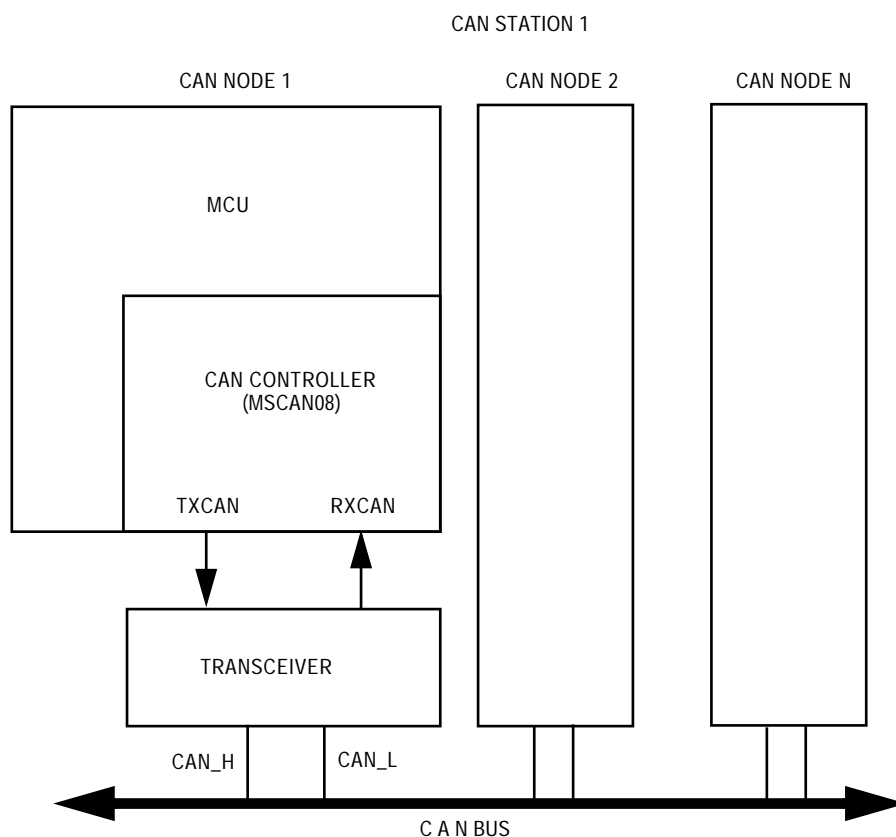 CAN STATION 1
CAN NODE 1
CAN NODE 2
CAN NODE N
MCU
CAN CONTROLLER
(MSCAN08)
TXCAN
RXCAN
TRANSCEIVER
CAN_H
CAN_L
C A N BUS